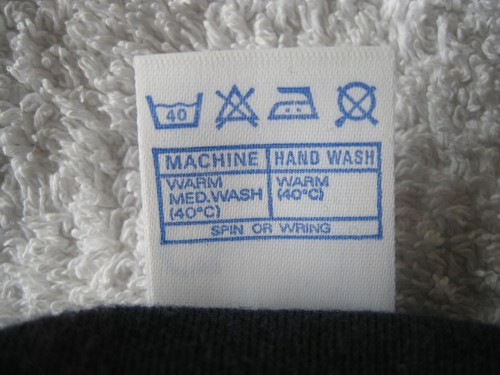 40
MACHINE HAND WASH
WARM WARM
MED.WASH (40°C)
(40°C)
SPIN OR WRING